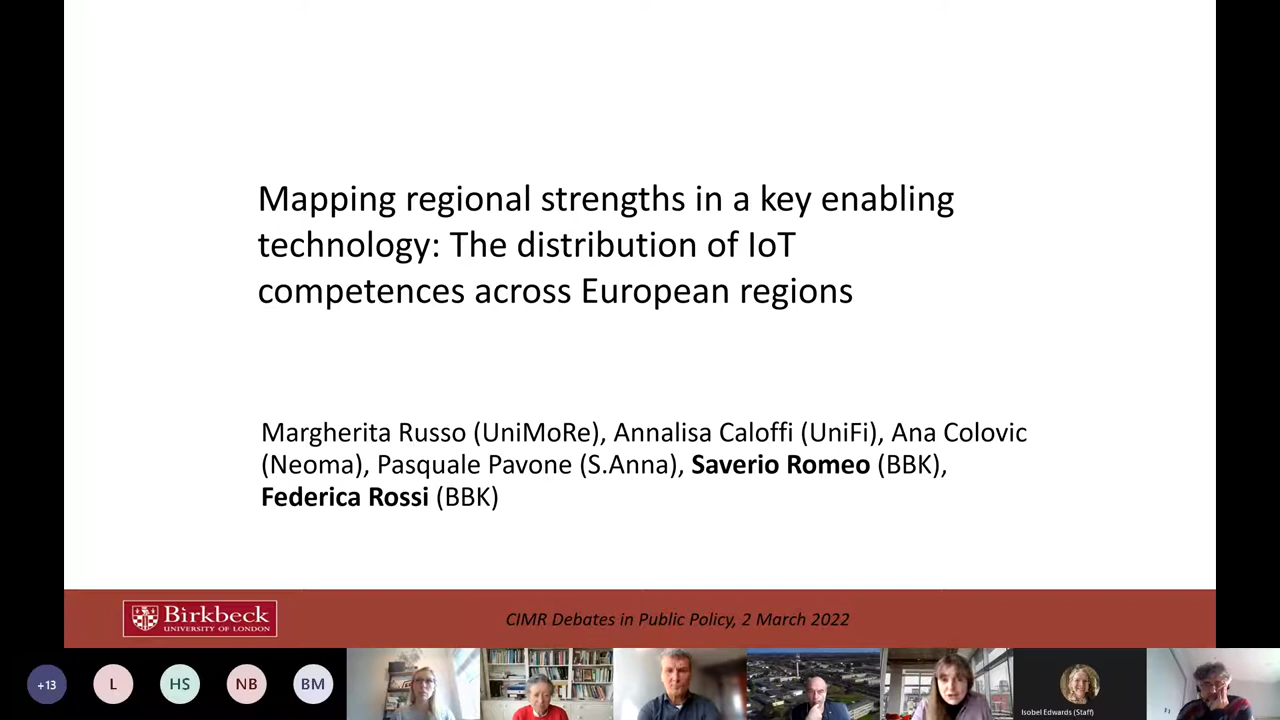 Mapping regional strengths in a key enabling
technology: The distribution of IoT
competences across European regions
Margherita Russo (UniMoRe), Annalisa Caloffi (UniFi), Ana Colovic
(Neoma), Pasquale Pavone (S.Anna), Saverio Romeo (BBK),
Federica Rossi (BBK)
Birkbeck
UNIVERSITY OF LONDON
CIMR Debates in Public Policy, 2 March 2022
+13
L
HS
NB
BM
Isobel Edwards (Staff)